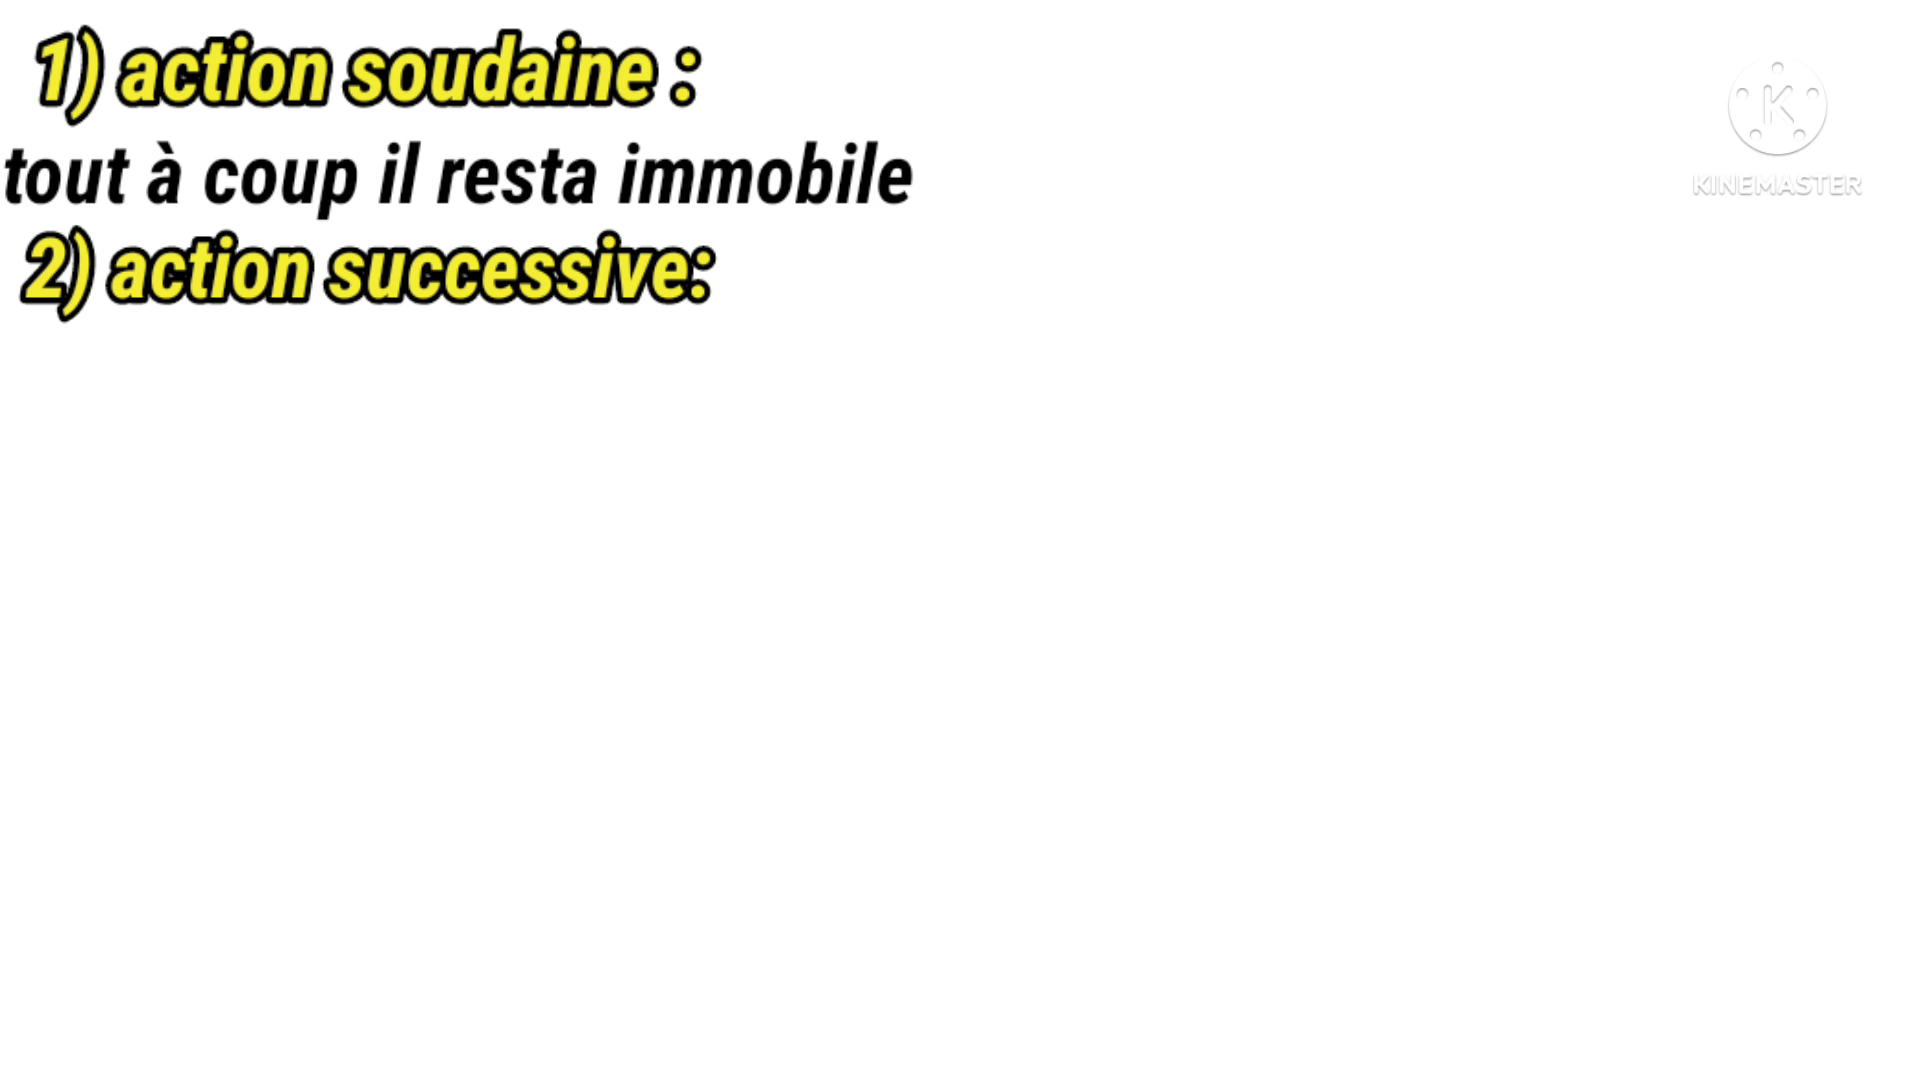 1) action soudaine :
tout à coup il resta immobile
2) action successive:
K
KINEMASTER